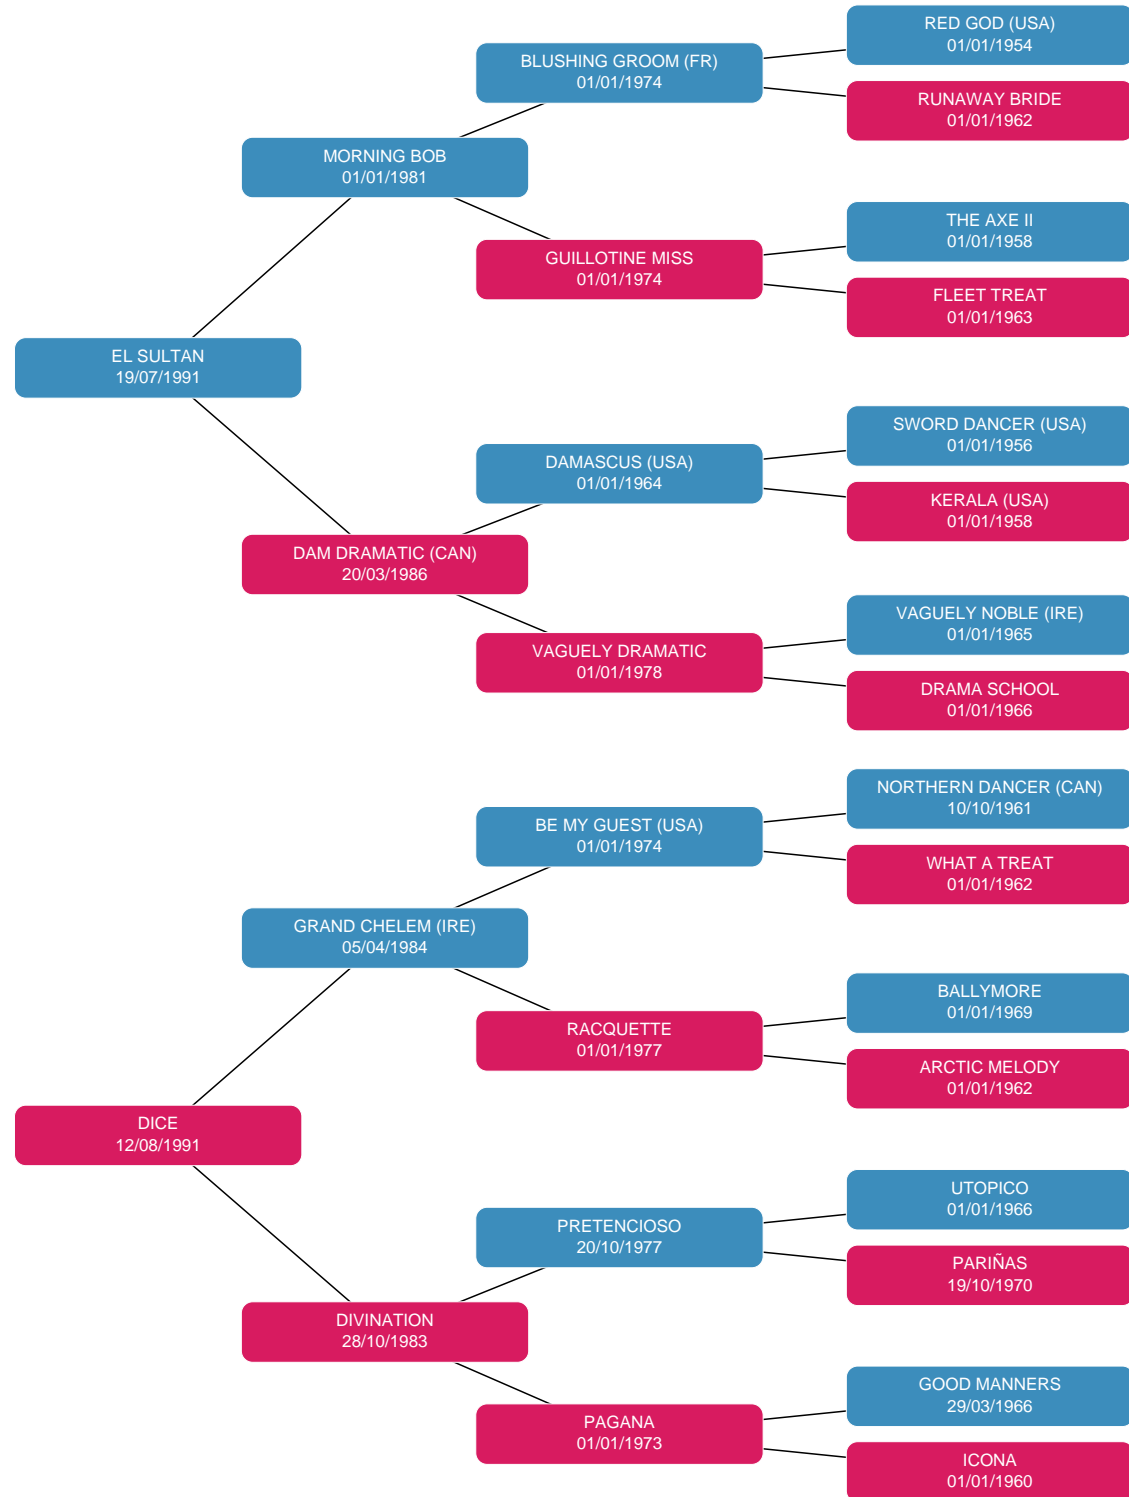 RED GOD (USA)
01/01/1954
BLUSHING GROOM (FR)
01/01/1974
RUNAWAY BRIDE
01/01/1962
MORNING BOB
01/01/1981
THE AXE II
01/01/1958
GUILLOTINE MISS
01/01/1974
FLEET TREAT
01/01/1963
EL SULTAN
19/07/1991
SWORD DANCER (USA)
01/01/1956
DAMASCUS (USA)
01/01/1964
KERALA (USA)
01/01/1958
DAM DRAMATIC (CAN)
20/03/1986
VAGUELY NOBLE (IRE)
01/01/1965
VAGUELY DRAMATIC
01/01/1978
DRAMA SCHOOL
01/01/1966
NORTHERN DANCER (CAN)
10/10/1961
BE MY GUEST (USA)
01/01/1974
WHAT A TREAT
01/01/1962
GRAND CHELEM (IRE)
05/04/1984
BALLYMORE
01/01/1969
RACQUETTE
01/01/1977
ARCTIC MELODY
01/01/1962
DICE
12/08/1991
UTOPICO
01/01/1966
PRETENCIOSO
20/10/1977
PARIÑAS
19/10/1970
DIVINATION
28/10/1983
GOOD MANNERS
29/03/1966
PAGANA
01/01/1973
ICONA
01/01/1960